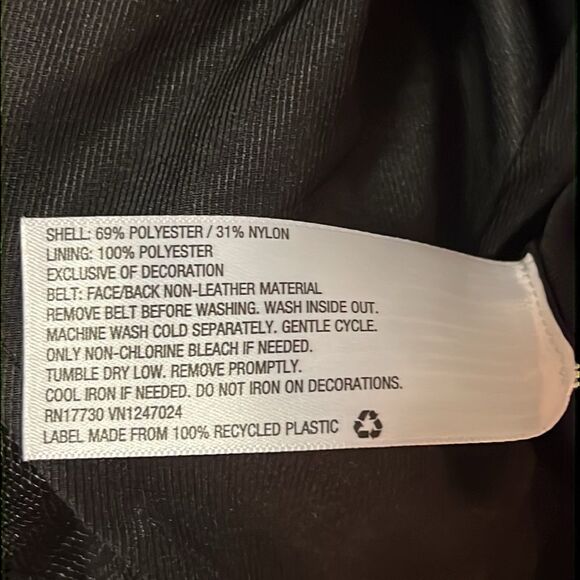 SHELL: 69% POLYESTER / 31% NYLON
LINING: 100% POLYESTER
EXCLUSIVE OF DECORATION
BELT: FACE/BACK NON-LEATHER MATERIAL
REMOVE BELT BEFORE WASHING. WASH INSIDE OUT.
MACHINE WASH COLD SEPARATELY. GENTLE CYCLE.
ONLY NON-CHLORINE BLEACH IF NEEDED.
TUMBLE DRY LOW. REMOVE PROMPTLY.
COOL IRON IF NEEDED. DO NOT IRON ON DECORATIONS.
RN17730 VN1247024
LABEL MADE FROM 100% RECYCLED PLASTIC